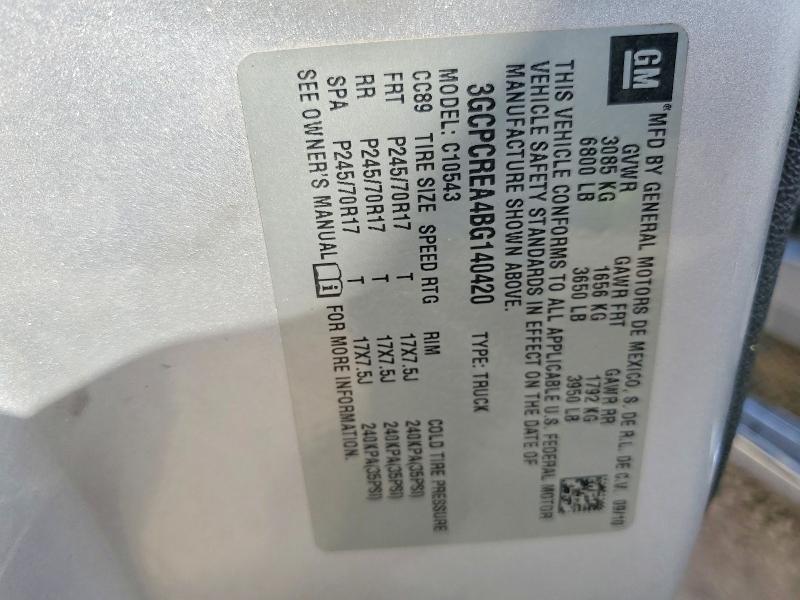 GM
® MFD BY GENERAL MOTORS DE MEXICO, S. DE R.L. DE C.V. 09/10
GVWR GAWR FRT GAWR RR
3085 KG 1656 KG 1792 KG
6800 LB 3650 LB 3950 LB
THIS VEHICLE CONFORMS TO ALL APPLICABLE U.S. FEDERAL MOTOR
VEHICLE SAFETY STANDARDS IN EFFECT ON THE DATE OF
MANUFACTURE SHOWN ABOVE.
3GCPCREA4BG140420 TYPE: TRUCK
MODEL: C10543
CC89 TIRE SIZE SPEED RTG RIM COLD TIRE PRESSURE
FRT P245/70R17 T 17X7.5J 240KPA(35PSI)
RR P245/70R17 T 17X7.5J 240KPA(35PSI)
SPA P245/70R17 T 17X7.5J 240KPA(35PSI)
SEE OWNER'S MANUAL i FOR MORE INFORMATION.